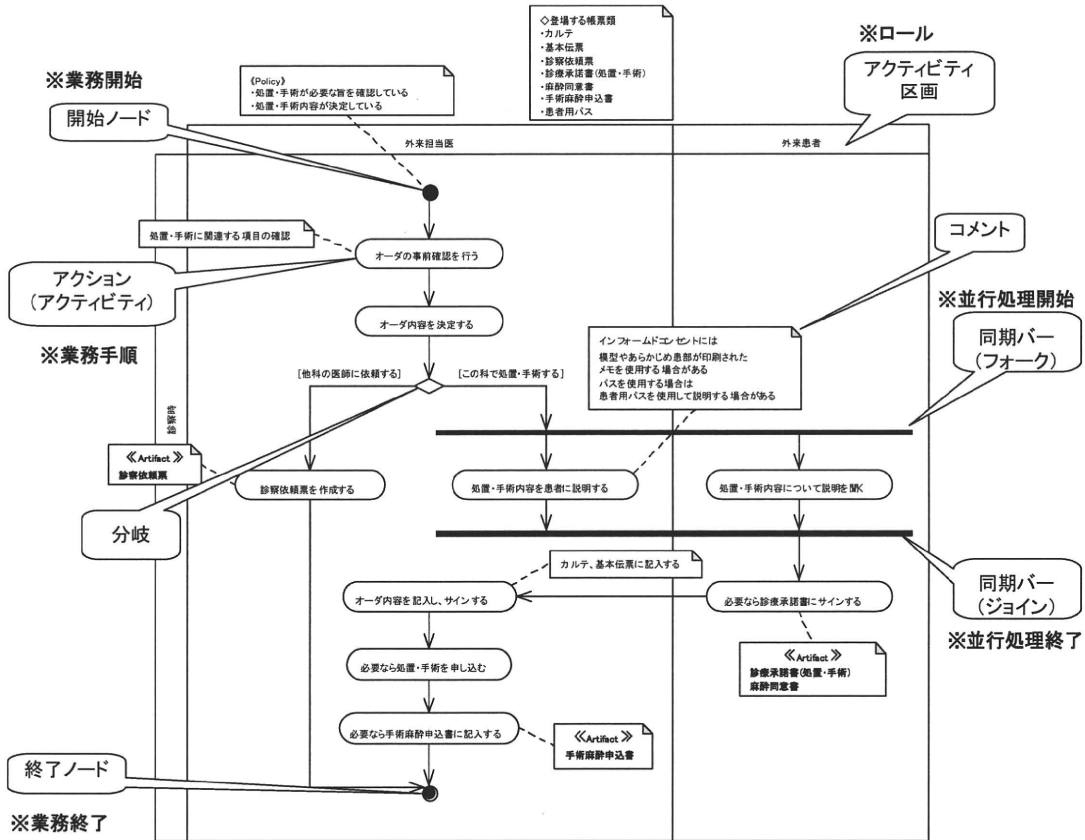 ◇登場する帳票類
・カルテ
・基本伝票
・診察依頼票
・診療承諾書(処置・手術)
・麻酔同意書
・手術麻酔申込書
・患者用パス
※ロール
アクティビティ
区画
※業務開始
開始ノード
《Policy》
・処置・手術が必要な旨を確認している
・処置・手術内容が決定している
外来担当医
外来患者
処置・手術に関連する項目の確認
オーダの事前確認を行う
コメント
アクション
(アクティビティ)
※業務手順
オーダ内容を決定する
インフォームドコンセントには
模型やあらかじめ患部が印刷された
メモを使用する場合がある
パスを使用する場合は
患者用パスを使用して説明する場合がある
※並行処理開始
同期バー
(フォーク)
[他科の医師に依頼する]
[この科で処置・手術する]
診察時
《Artifact》
診察依頼票
診察依頼票を作成する
処置・手術内容を患者に説明する
処置・手術内容について説明を聞く
分岐
カルテ、基本伝票に記入する
オーダ内容を記入し、サインする
必要なら診療承諾書にサインする
同期バー
(ジョイン)
※並行処理終了
《Artifact》
診療承諾書(処置・手術)
麻酔同意書
必要なら処置・手術を申し込む
必要なら手術麻酔申込書に記入する
《Artifact》
手術麻酔申込書
終了ノード
※業務終了